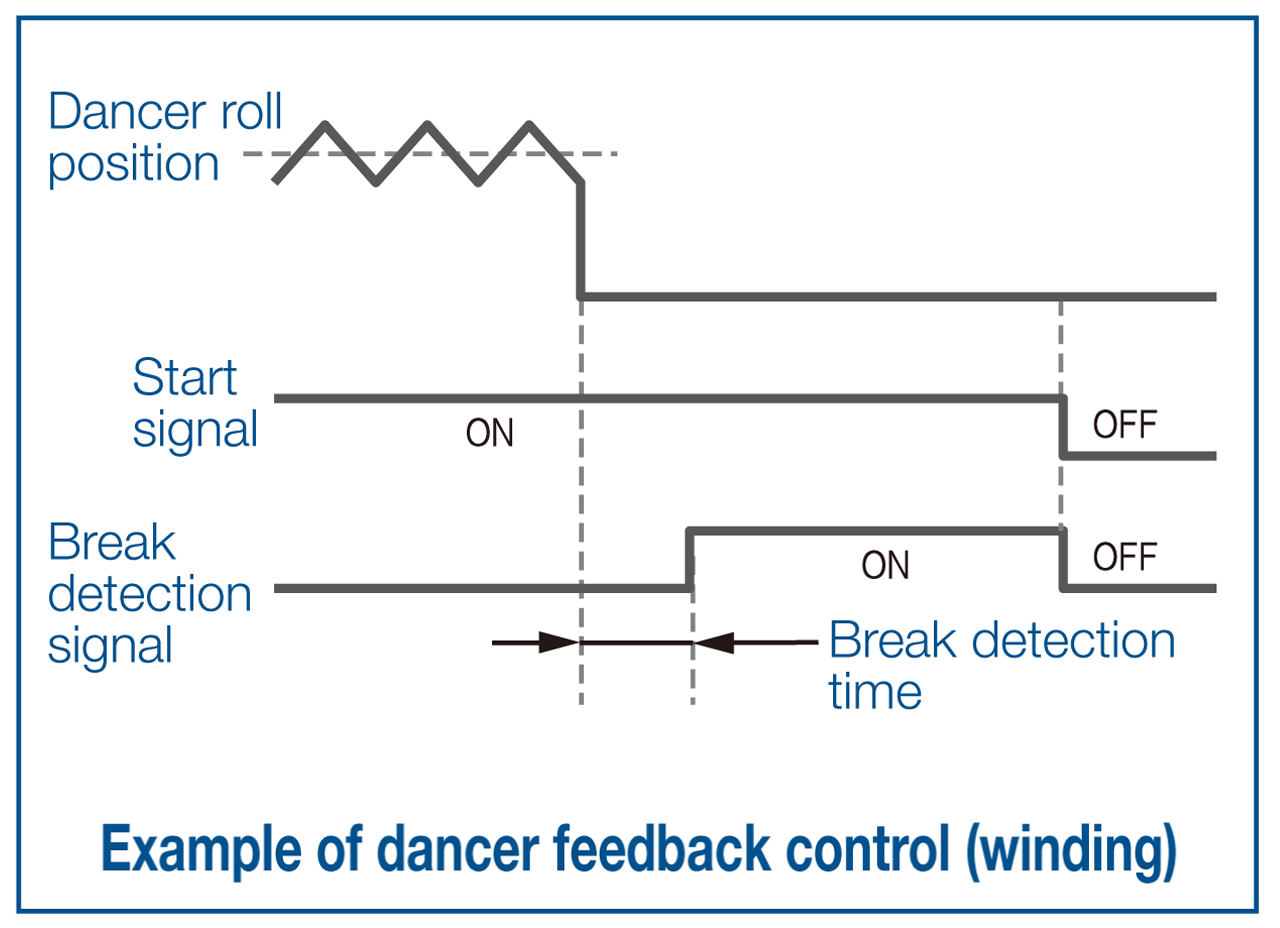 Dancer roll
position
Start
signal
ON
OFF
Break
detection
signal
ON
OFF
Break detection
time
Example of dancer feedback control (winding)